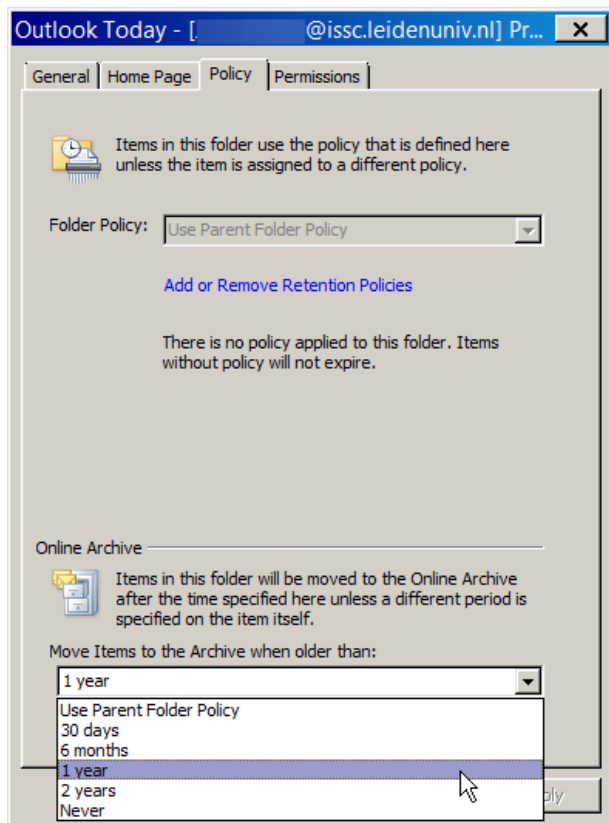 Outlook Today - [. @issc.leidenuniv.nl] Pr...
General Home Page Policy Permissions
Items in this folder use the policy that is defined here
unless the item is assigned to a different policy.
Folder Policy: Use Parent Folder Policy
Add or Remove Retention Policies
There is no policy applied to this folder. Items
without policy will not expire.
Online Archive
Items in this folder will be moved to the Online Archive
after the time specified here unless a different period is
specified on the item itself.
Move Items to the Archive when older than:
1 year
Use Parent Folder Policy
30 days
6 months
1 year
2 years
Never